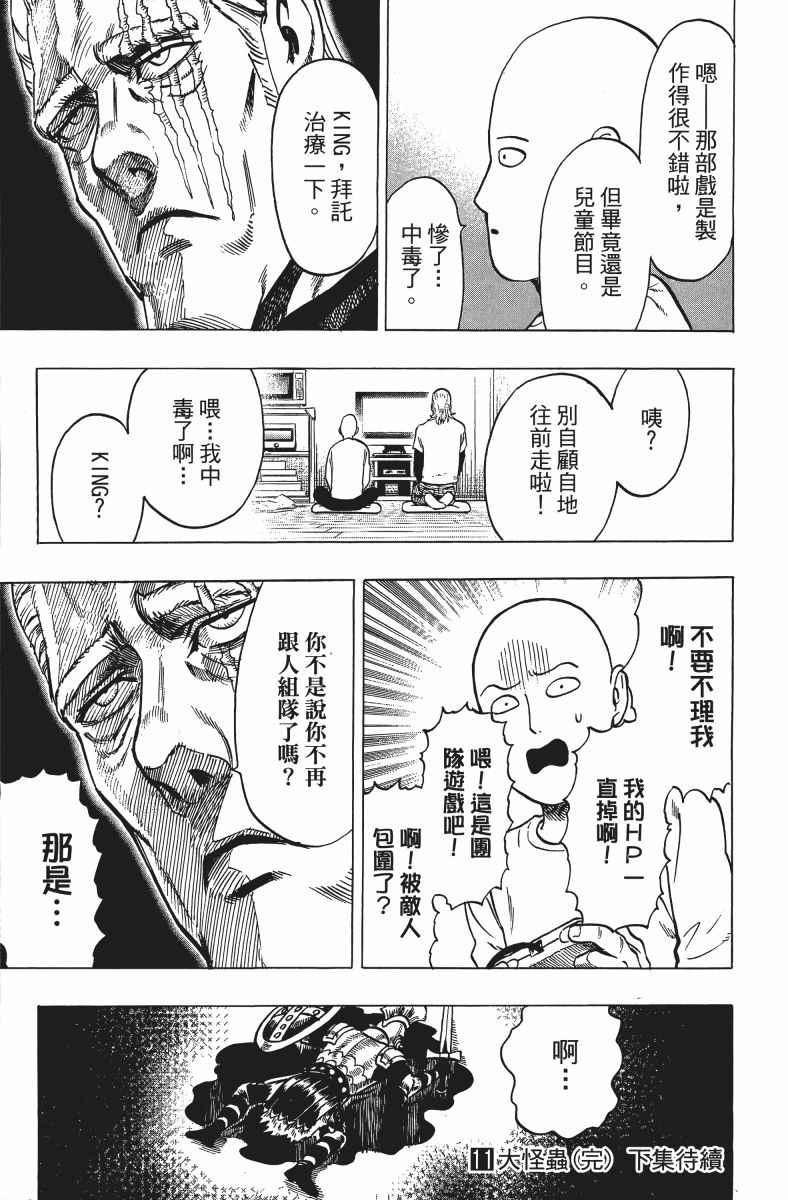 嗯──那部戲是製
作得很不錯啦，
但畢竟還是
兒童節目。
慘了…
中毒了。
KING，拜託
治療一下。
咦？
別自顧自地
往前走啦！
喂…我中
毒了啊…
KING？
不要不理我
啊！
我的HP一
直掉啊！
喂！這是團
隊遊戲吧！
啊！被敵人
包圍了？
你不是說你不再
跟人組隊了嗎？
那是…
啊…
11大怪蟲（完）　下集待續